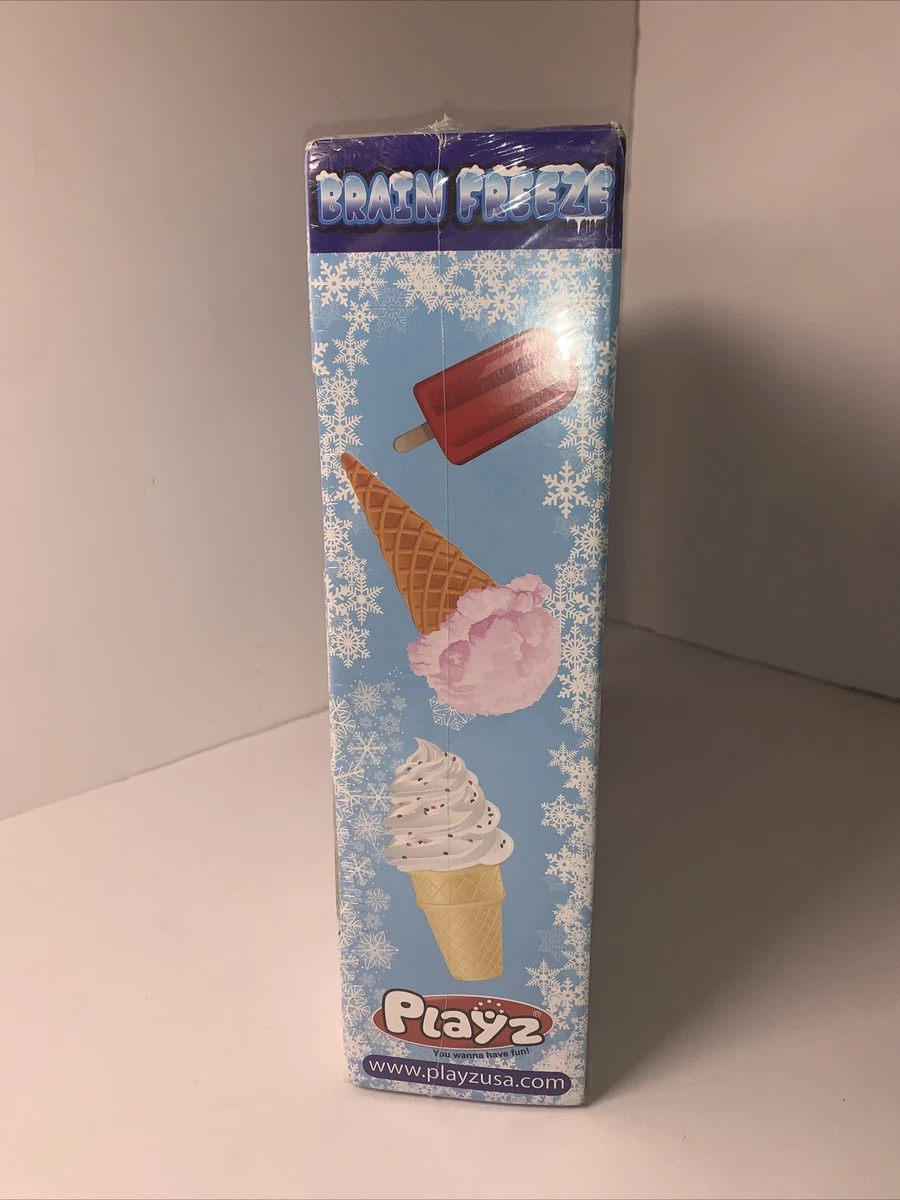 BRAIN FREEZE
Playz®
You wanna have fun!
www.playzusa.com